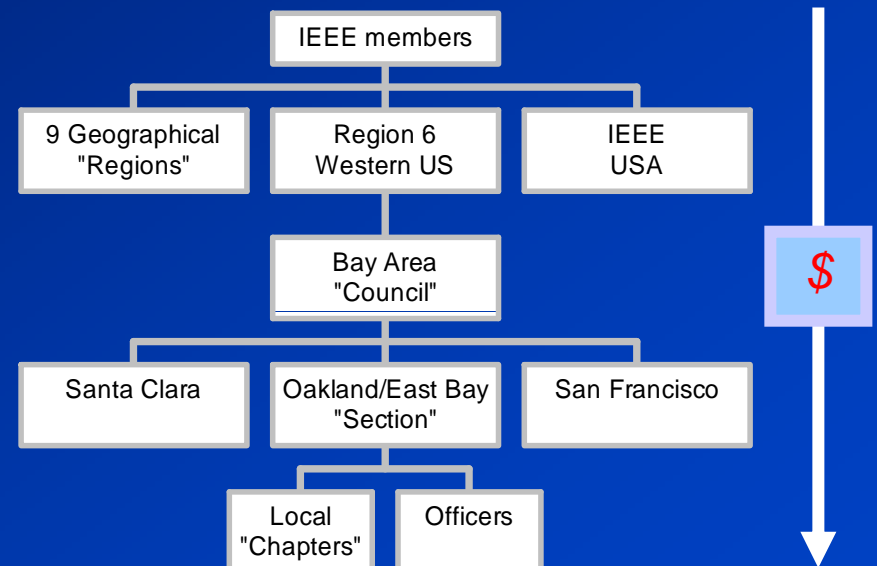 IEEE members
9 Geographical
"Regions"
Region 6
Western US
IEEE
USA
Bay Area
"Council"
$
Santa Clara
Oakland/East Bay
"Section"
San Francisco
Local
"Chapters"
Officers